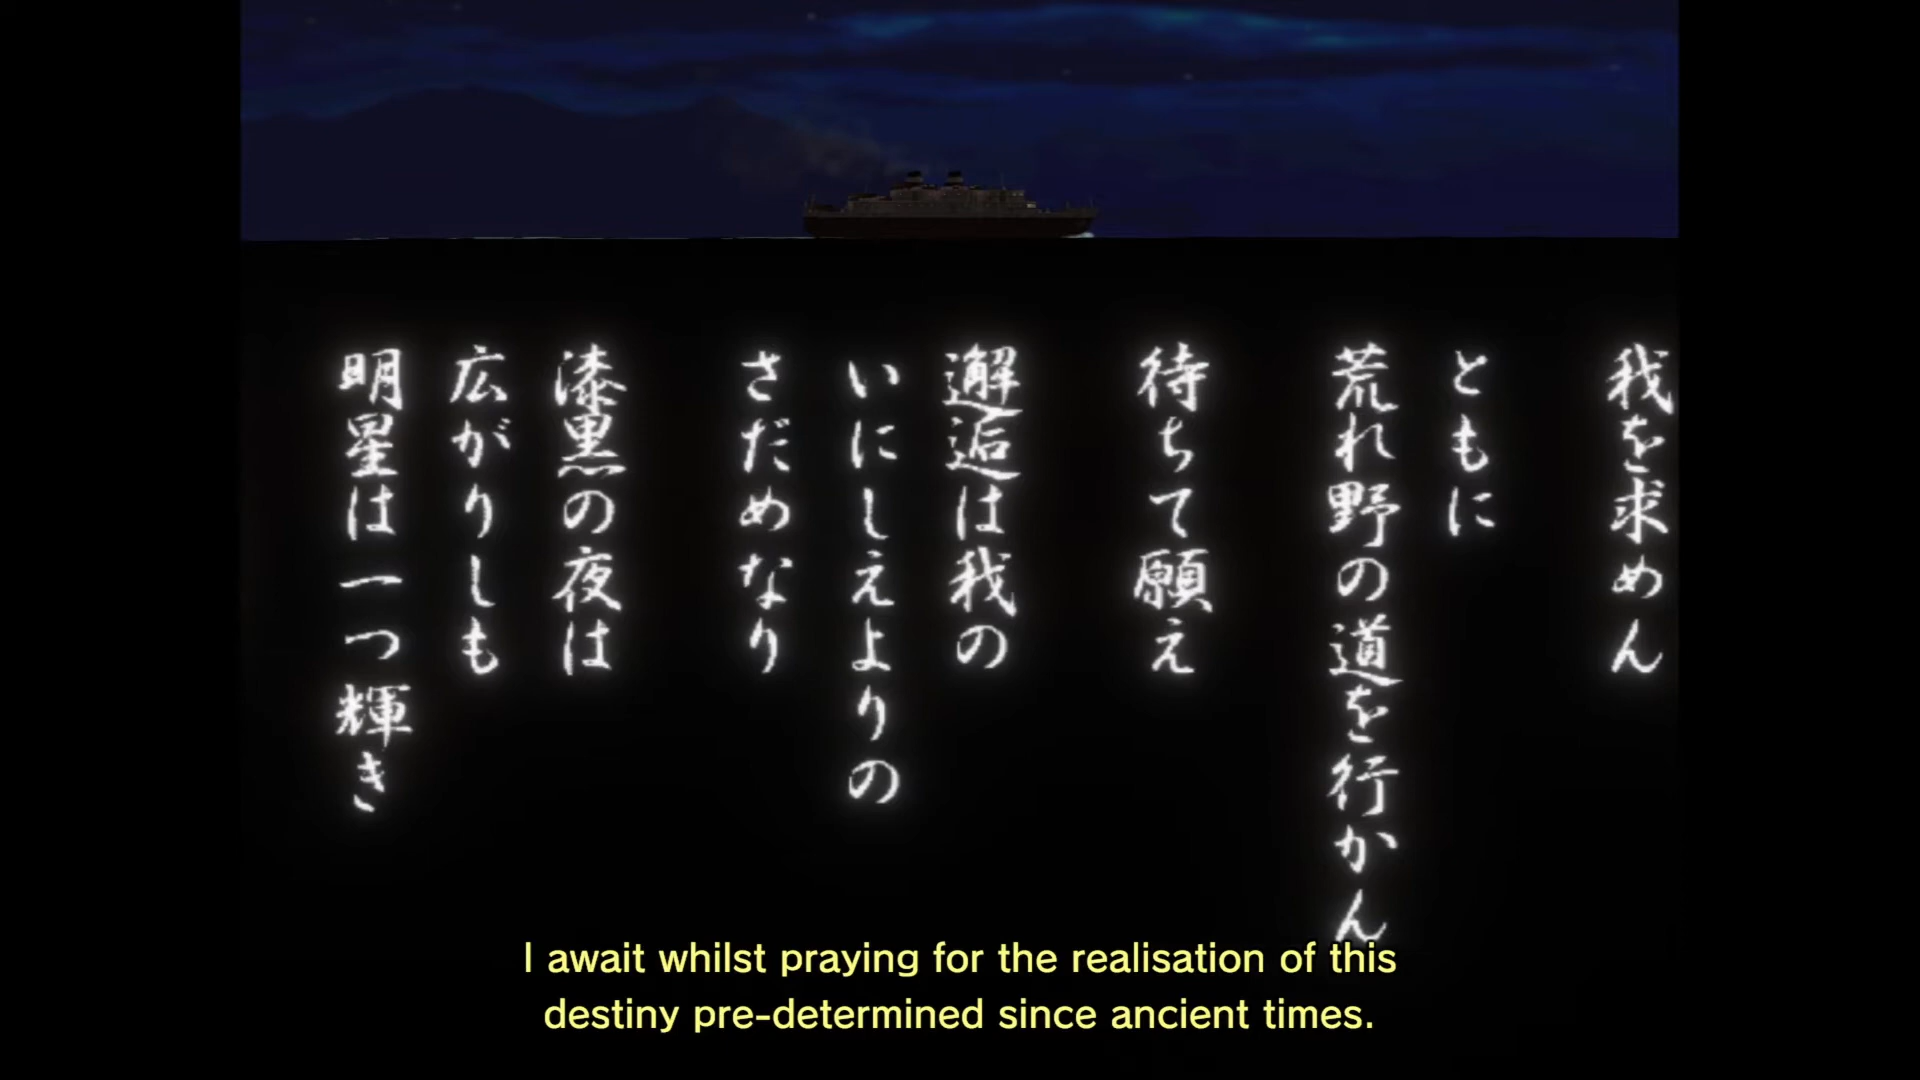 我を求めん
ともに
荒れ野の道を行かん
待ちて願え
邂逅は我の
いにしえよりの
さだめなり
漆黒の夜は
広がりしも
明星は一つ輝き
I await whilst praying for the realisation of this
destiny pre-determined since ancient times.